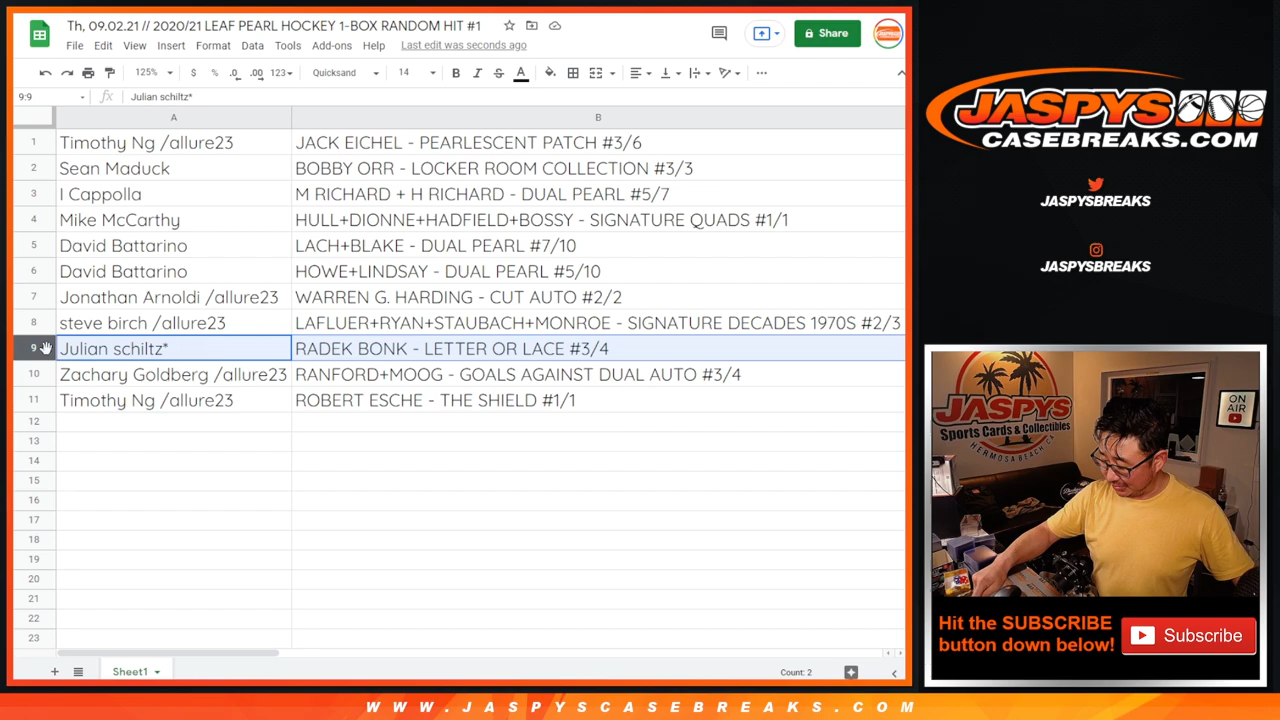 Th, 09.02.21 // 2020/21 LEAF PEARL HOCKEY 1-BOX RANDOM HIT #1
File Edit View Insert Format Data Tools Add-ons Help Last edit was seconds ago
Share
125% $ % .0 .00 123 Quicksand 14 B I S A
9:9 fx Julian schiltz*
A B
1 Timothy Ng /allure23 JACK EICHEL - PEARLESCENT PATCH #3/6
2 Sean Maduck BOBBY ORR - LOCKER ROOM COLLECTION #3/3
3 I Cappolla M RICHARD + H RICHARD - DUAL PEARL #5/7
4 Mike McCarthy HULL+DIONNE+HADFIELD+BOSSY - SIGNATURE QUADS #1/1
5 David Battarino LACH+BLAKE - DUAL PEARL #7/10
6 David Battarino HOWE+LINDSAY - DUAL PEARL #5/10
7 Jonathan Arnoldi /allure23 WARREN G. HARDING - CUT AUTO #2/2
8 steve birch /allure23 LAFLUER+RYAN+STAUBACH+MONROE - SIGNATURE DECADES 1970S #2/3
9 Julian schiltz* RADEK BONK - LETTER OR LACE #3/4
10 Zachary Goldberg /allure23 RANFORD+MOOG - GOALS AGAINST DUAL AUTO #3/4
11 Timothy Ng /allure23 ROBERT ESCHE - THE SHIELD #1/1
12
13
14
15
16
17
18
19
20
21
22
23
Sheet1
Count: 2
JASPYS
CASEBREAKS.COM
JASPYSBREAKS
JASPYSBREAKS
JASPYS
Sports Cards & Collectibles
HERMOSA BEACH, CA
ON
AIR
Hit the SUBSCRIBE
button down below!
Subscribe
WWW.JASPYSCASEBREAKS.COM